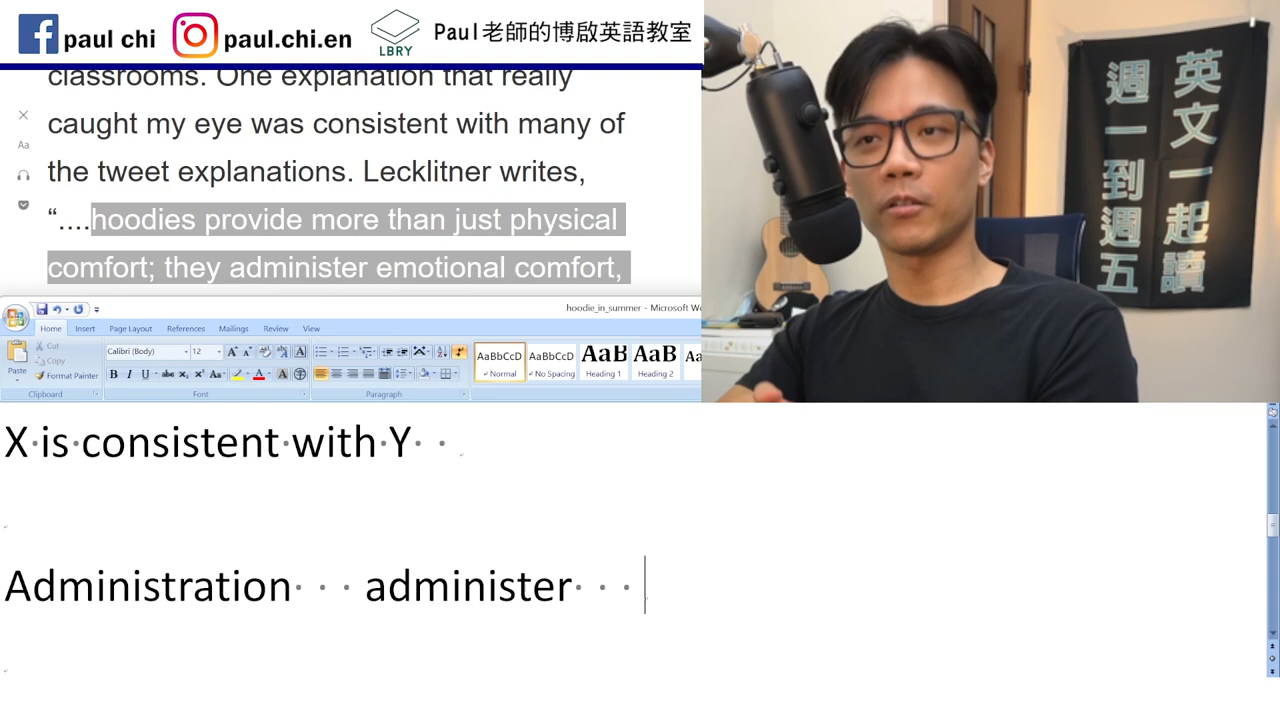 paul chi
paul.chi.en
LBRY
Paul老師的博啟英語教室
classrooms. One explanation that really
caught my eye was consistent with many of
the tweet explanations. Lecklitner writes,
“....hoodies provide more than just physical
comfort; they administer emotional comfort,
Aa
hoodie_in_summer - Microsoft Wo
Home Insert Page Layout References Mailings Review View
Paste
Cut
Copy
Format Painter
Clipboard
Calibri (Body) 12
Font
Paragraph
AaBbCcD
Normal
AaBbCcD
No Spacing
AaBb
Heading 1
AaB
Heading 2
X is consistent with Y
Administration administer
英文一起讀
週一到週五